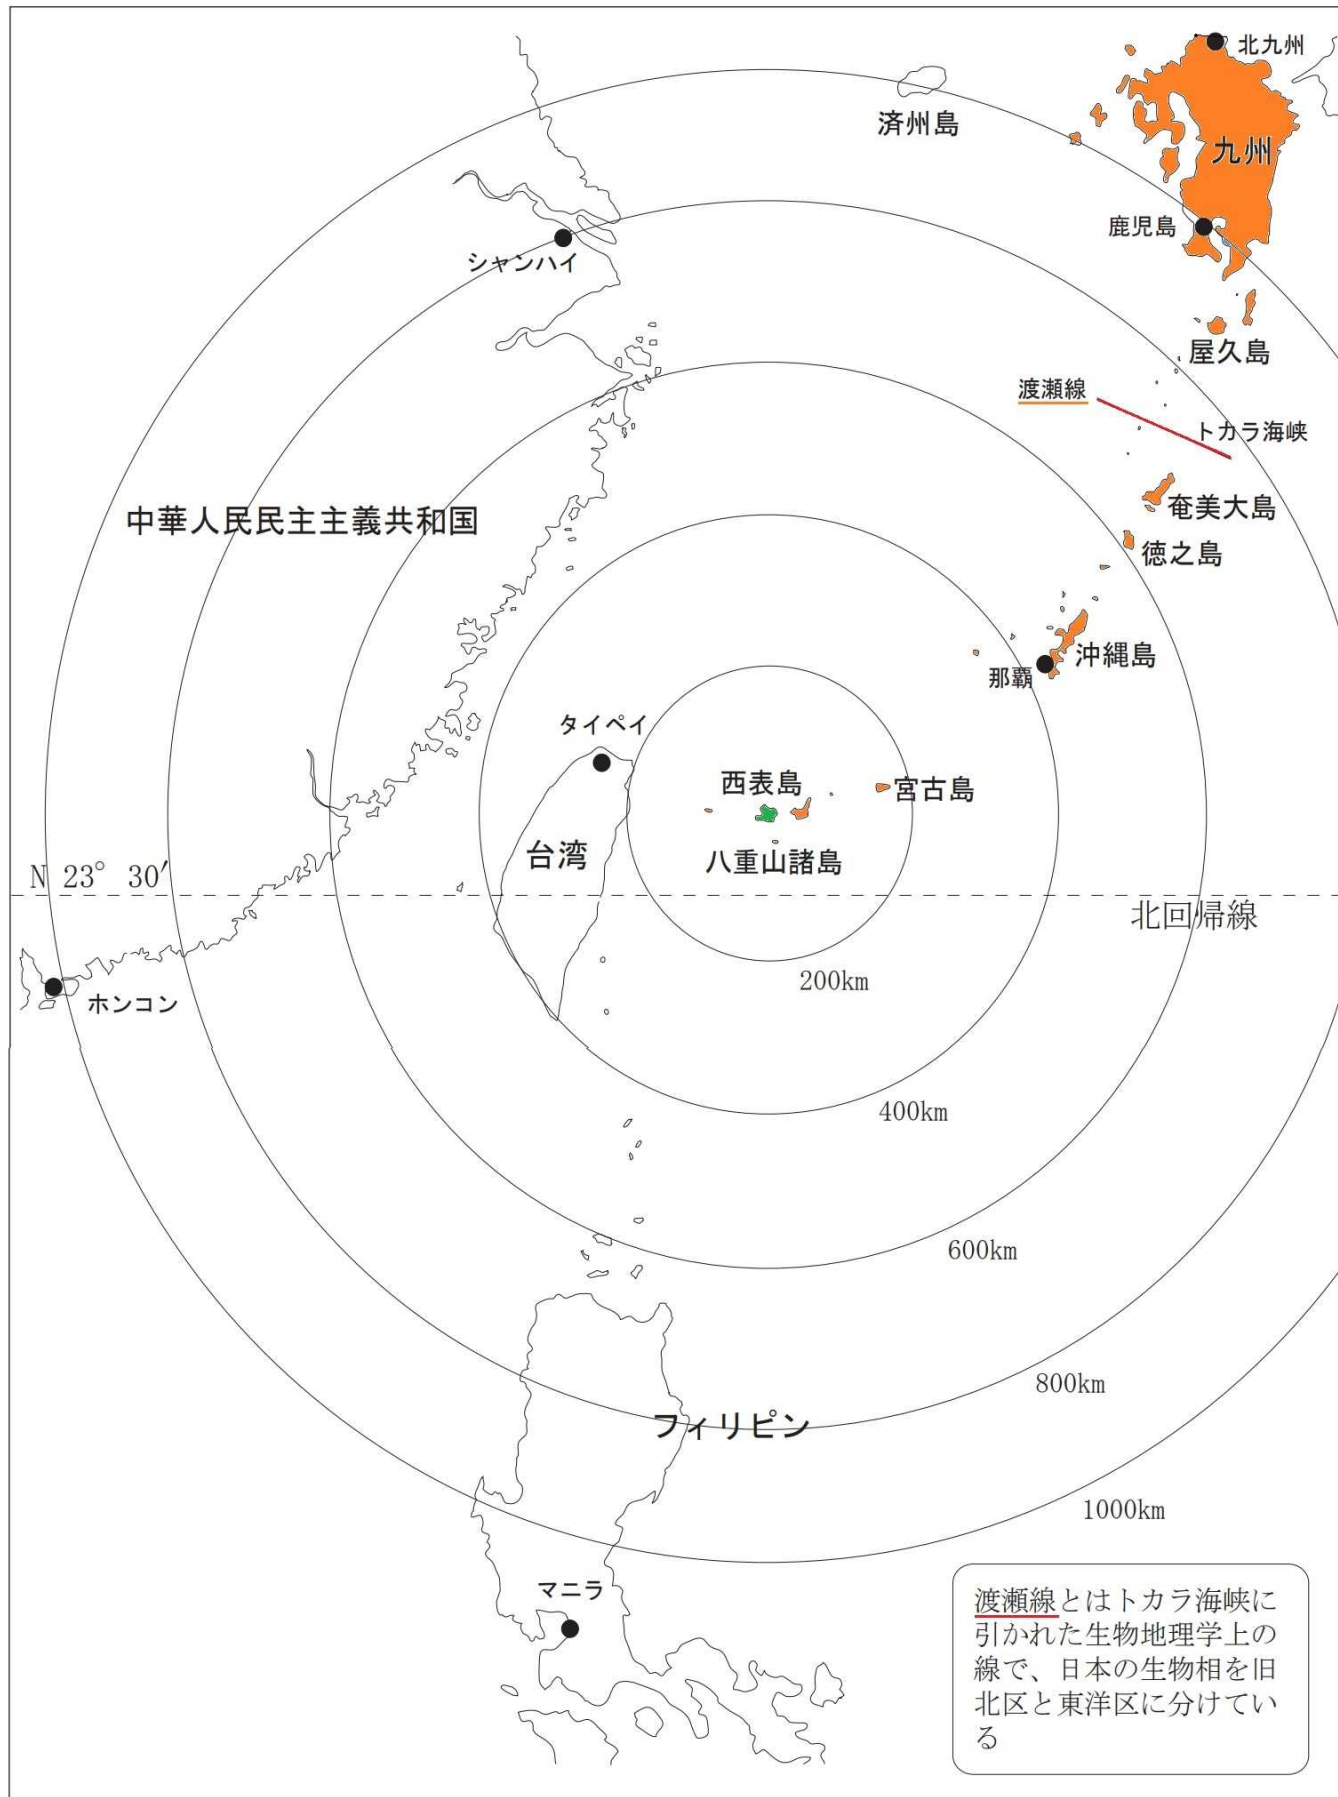 北九州
済州島
九州
鹿児島
シャンハイ
屋久島
渡瀬線
トカラ海峡
奄美大島
中華人民民主主義共和国
徳之島
沖縄島
那覇
タイペイ
西表島
宮古島
台湾
八重山諸島
N 23° 30′
北回帰線
200km
ホンコン
400km
600km
800km
フィリピン
1000km
マニラ
渡瀬線とはトカラ海峡に
引かれた生物地理学上の
線で、日本の生物相を旧
北区と東洋区に分けてい
る